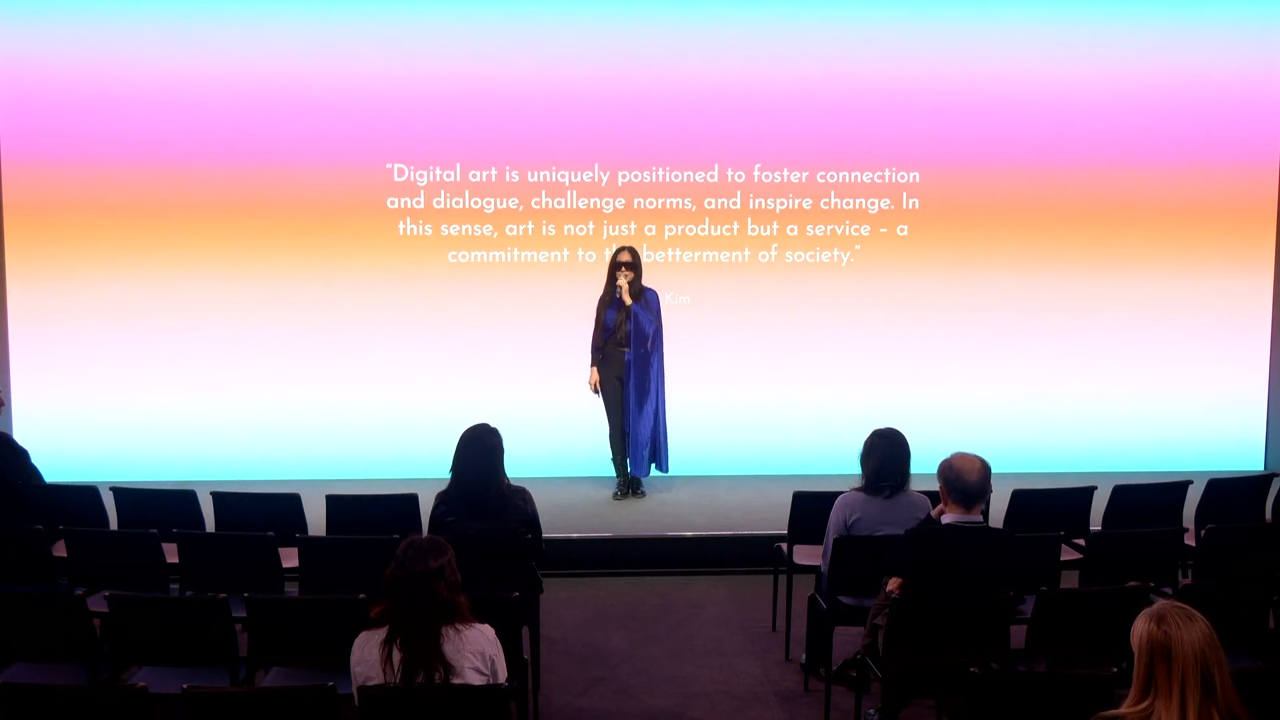 “Digital art is uniquely positioned to foster connection
and dialogue, challenge norms, and inspire change. In
this sense, art is not just a product but a service – a
commitment to betterment of society.”
Kim